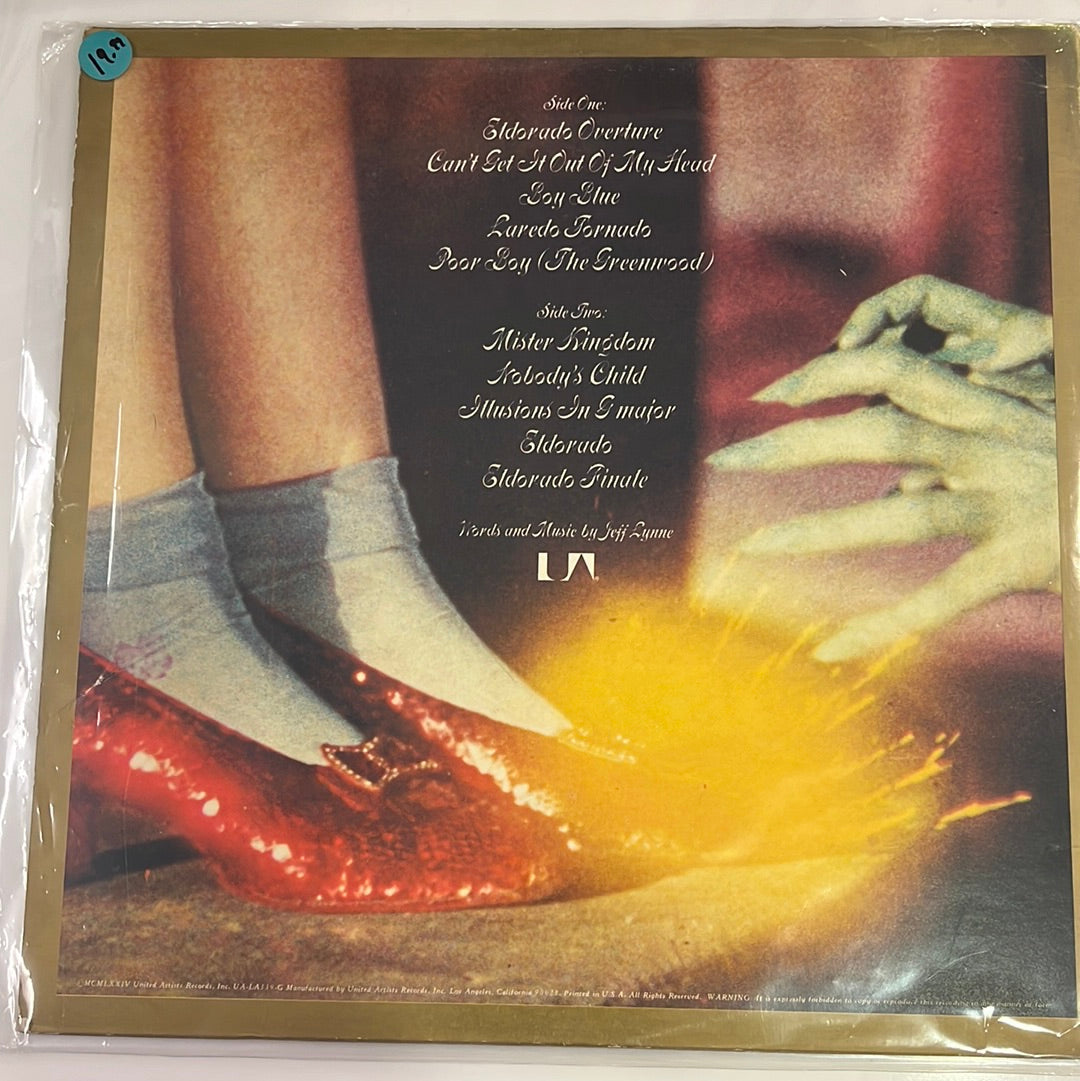 19.99
Side One:
Eldorado Overture
Can't Get It Out Of My Head
Boy Blue
Laredo Tornado
Poor Boy (The Greenwood)
Side Two:
Mister Kingdom
Nobody's Child
Illusions In G major
Eldorado
Eldorado Finale
Words and Music by Jeff Lynne
UA
©MCMLXXIV United Artists Records, Inc. UA-LA339-G Manufactured by United Artists Records, Inc. Los Angeles, California 90028. Printed in U.S.A. All Rights Reserved. WARNING: It is expressly forbidden to copy or reproduce this recording in any manner or form